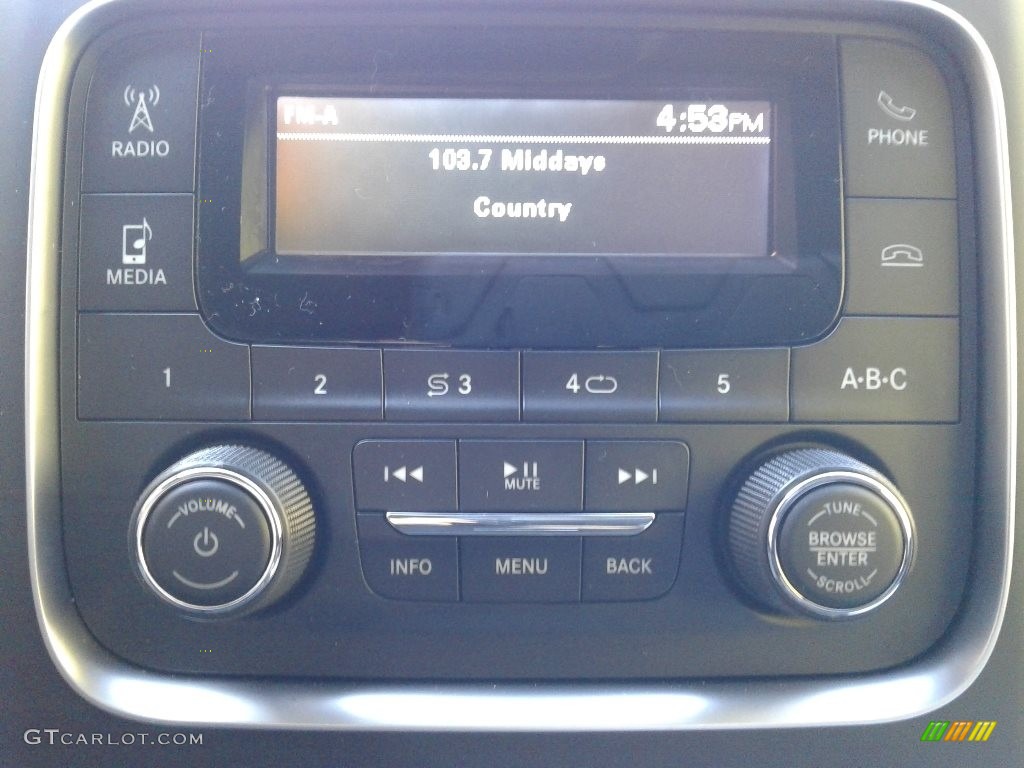 FM-A 4:53PM
103.7 Middays
Country
RADIO
MEDIA
PHONE
1 2 3 4 5 A·B·C
VOLUME
MUTE
INFO MENU BACK
TUNE
BROWSE
ENTER
SCROLL
GTCARLOT.COM